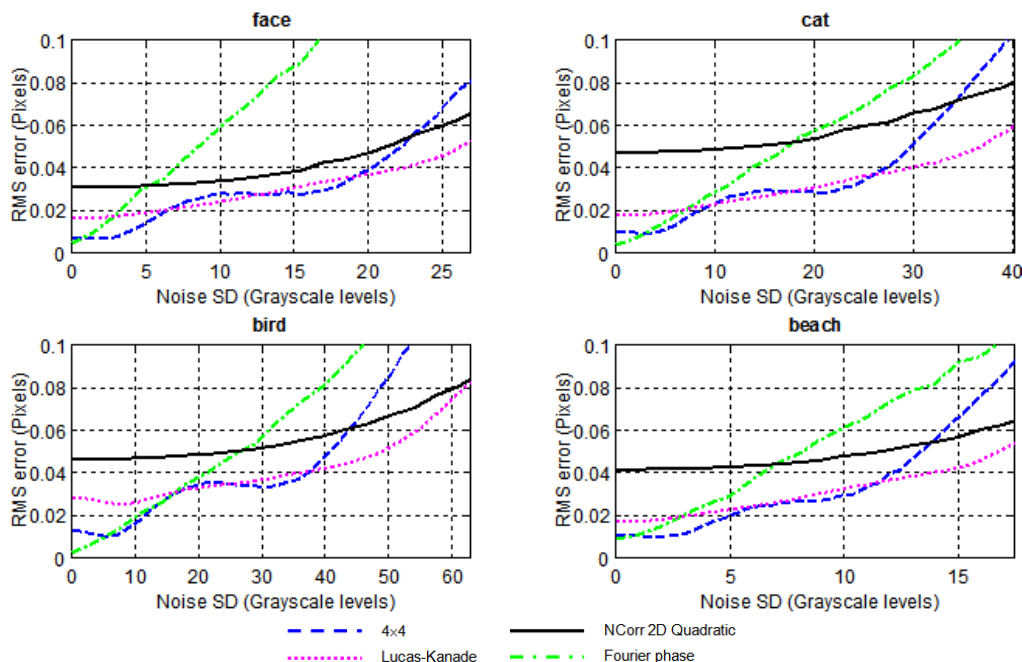 face
0.1
0.08
0.06
0.04
0.02
0
RMS error (Pixels)
0 5 10 15 20 25
Noise SD (Grayscale levels)
cat
0.1
0.08
0.06
0.04
0.02
0
RMS error (Pixels)
0 10 20 30 40
Noise SD (Grayscale levels)
bird
0.1
0.08
0.06
0.04
0.02
0
RMS error (Pixels)
0 10 20 30 40 50 60
Noise SD (Grayscale levels)
beach
0.1
0.08
0.06
0.04
0.02
0
RMS error (Pixels)
0 5 10 15
Noise SD (Grayscale levels)
4×4 NCorr 2D Quadratic
Lucas-Kanade Fourier phase